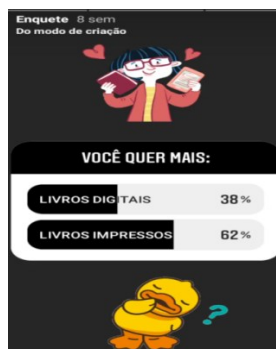 Enquete 8 sem
Do modo de criação
VOCÊ QUER MAIS:
LIVROS DIGITAIS 38%
LIVROS IMPRESSOS 62%
?